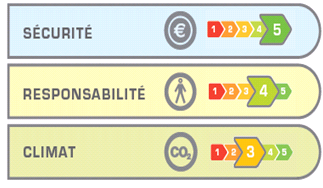 SÉCURITÉ € 1 2 3 4 5
RESPONSABILITÉ 1 2 3 4 5
CLIMAT CO₂ 1 2 3 4 5